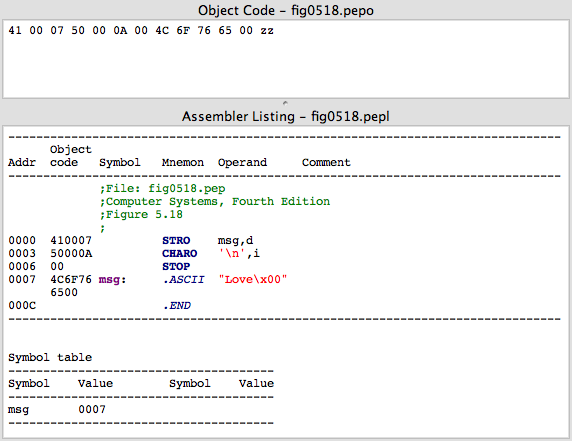 Object Code - fig0518.pepo
41 00 07 50 00 0A 00 4C 6F 76 65 00 zz
Assembler Listing - fig0518.pepl
-------------------------------------------------------------------------------
Object
Addr code Symbol Mnemon Operand Comment
-------------------------------------------------------------------------------
;File: fig0518.pep
;Computer Systems, Fourth Edition
;Figure 5.18
;
0000 410007 STRO msg,d
0003 50000A CHARO '\n',i
0006 00 STOP
0007 4C6F76 msg: .ASCII "Love\x00"
6500
000C .END
-------------------------------------------------------------------------------
Symbol table
--------------------------------------
Symbol Value Symbol Value
--------------------------------------
msg 0007
--------------------------------------